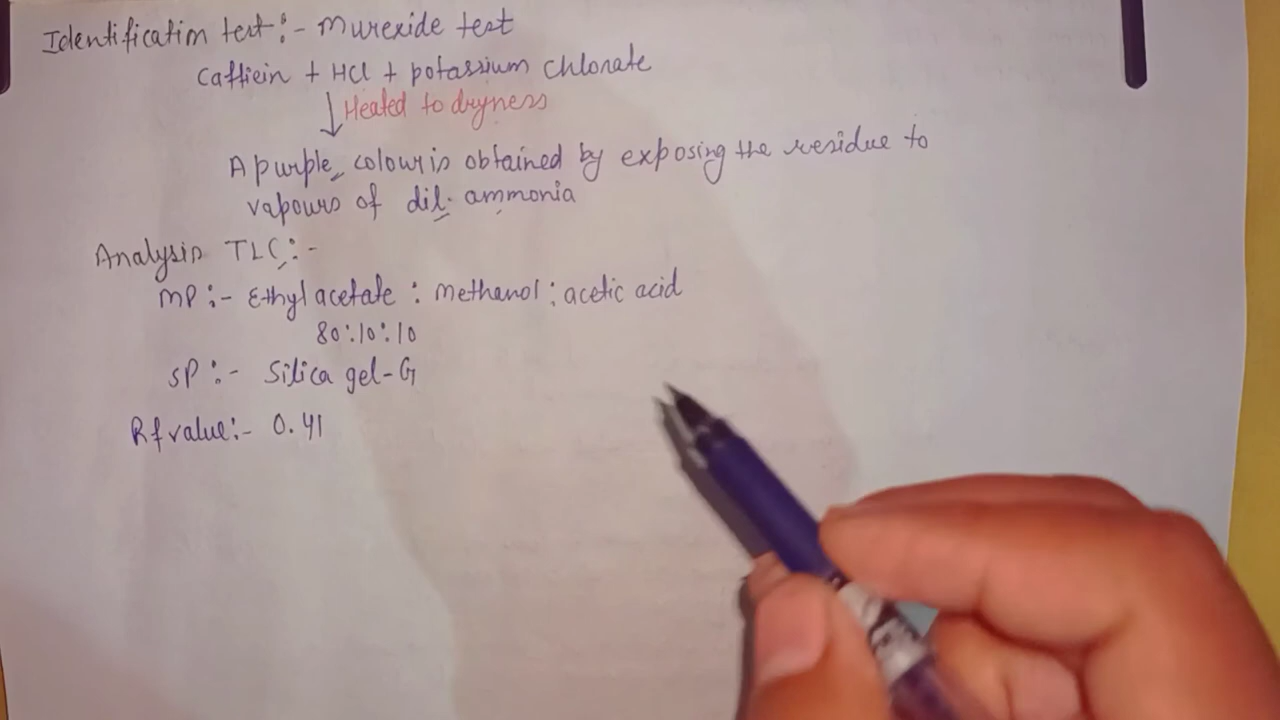 Identification test:- Murexide test
Caffiein + HCl + potassium chlorate
Heated to dryness
A purple colour is obtained by exposing the residue to
vapours of dil. ammonia
Analysis TLC:-
MP:- Ethyl acetate : methanol : acetic acid
80:10:10
SP:- Silica gel-G
Rf value:- 0.41